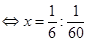 ⇔ x = 1/6 : 1/60